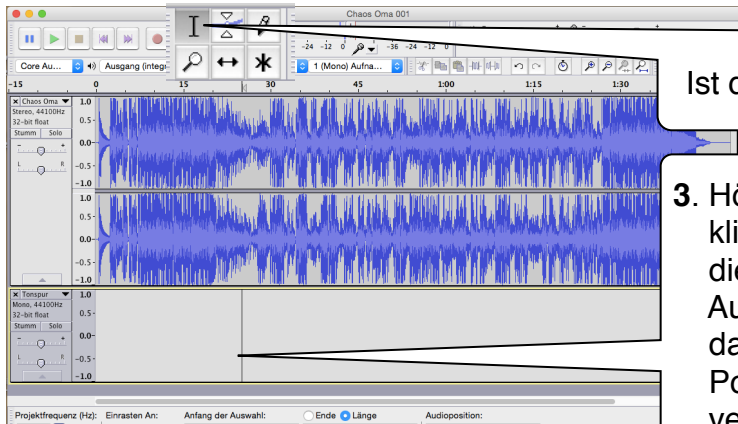 Chaos Oma 001
-24 -12 0
-36 -24 -12 0
Core Au...
Ausgang (integ
1 (Mono) Aufna...
-15 0 15 30 45 1:00 1:15 1:30
Chaos Oma
Stereo, 44100Hz
32-bit float
Stumm Solo
- +
L R
1.0
0.5-
0.0-
-0.5-
-1.0
1.0
0.5-
0.0-
-0.5-
-1.0
Tonspur
Mono, 44100Hz
32-bit float
Stumm Solo
- +
L R
1.0
0.5-
0.0-
-0.5-
-1.0
Projektfrequenz (Hz): Einrasten An: Anfang der Auswahl: Ende Länge Audioposition:
Ist d
3. Hö
kli
die
Au
da
Po
ve